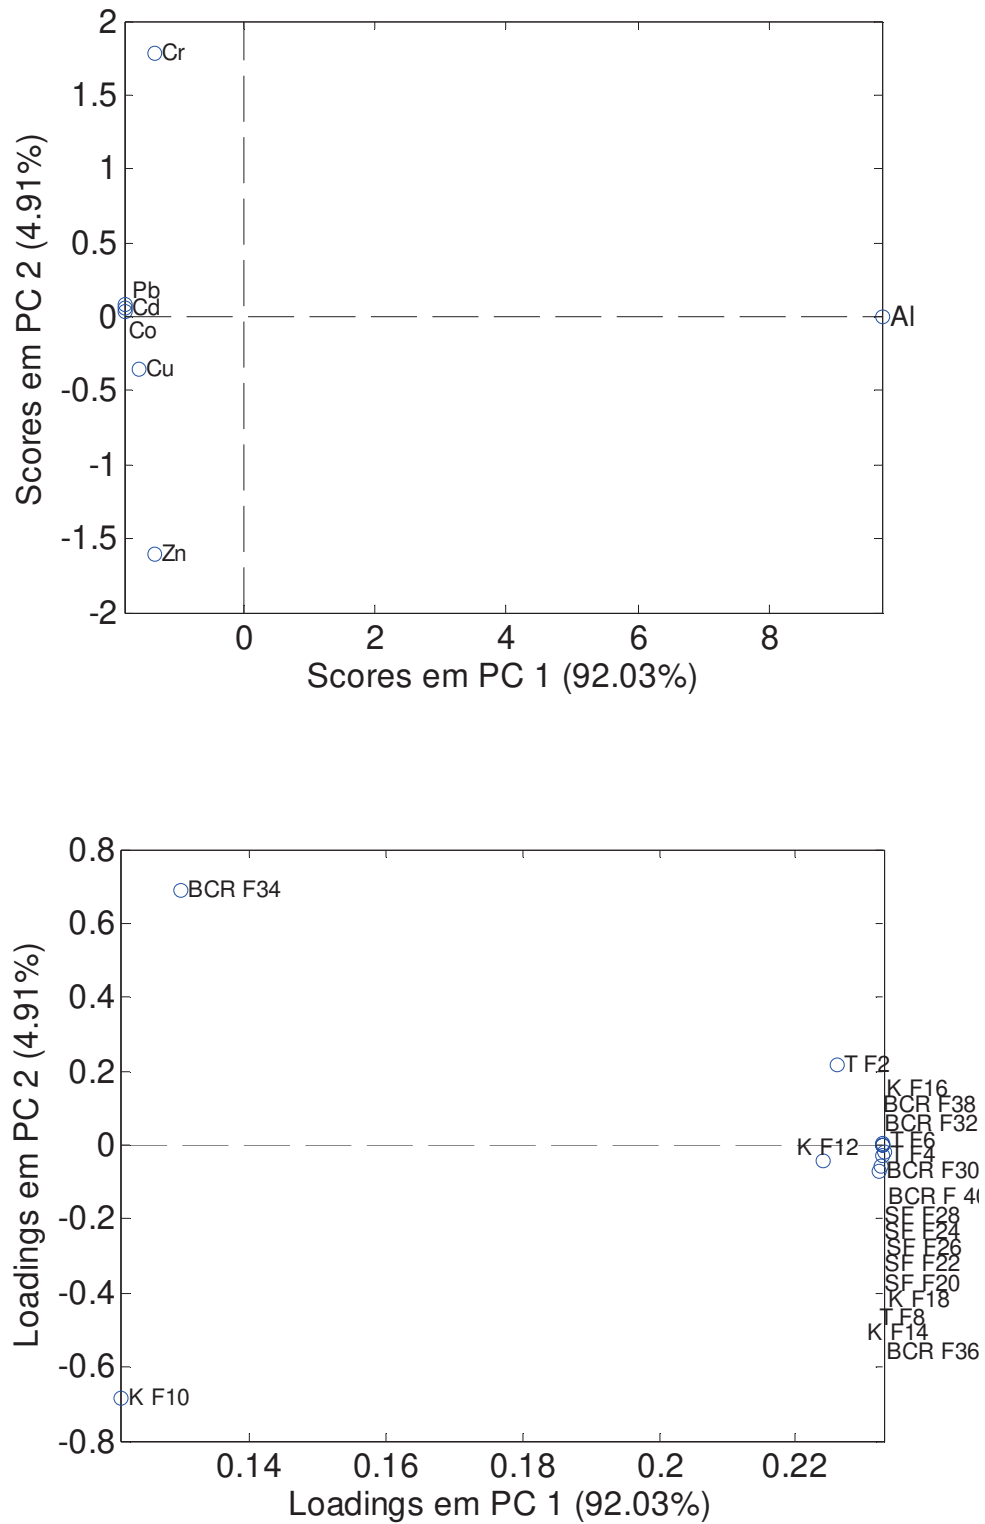 2
Cr
1.5
1
0.5
Pb
Cd
0
Al
Co
Cu
-0.5
-1
-1.5
Zn
-2
Scores em PC 2 (4.91%)
0 2 4 6 8
Scores em PC 1 (92.03%)
0.8
BCR F34
0.6
0.4
0.2
T F2
K F16
BCR F38
BCR F32
T F6
0
K F12
T F4
BCR F30
BCR F 40
-0.2
SF F28
SF F24
SF F26
SF F22
SF F20
-0.4
K F18
T F8
K F14
BCR F36
-0.6
K F10
-0.8
Loadings em PC 2 (4.91%)
0.14 0.16 0.18 0.2 0.22
Loadings em PC 1 (92.03%)